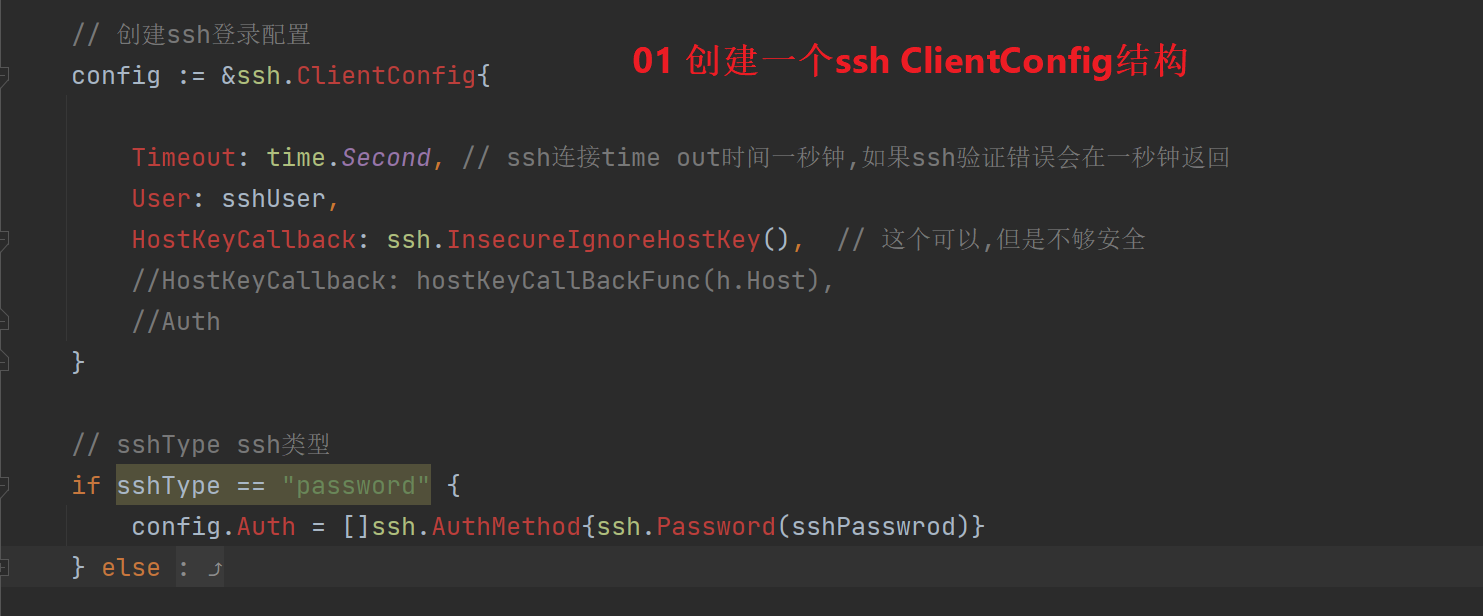 // 创建ssh登录配置
01 创建一个ssh ClientConfig结构
config := &ssh.ClientConfig{
Timeout: time.Second, // ssh连接time out时间一秒钟,如果ssh验证错误会在一秒钟返回
User: sshUser,
HostKeyCallback: ssh.InsecureIgnoreHostKey(), // 这个可以,但是不够安全
//HostKeyCallback: hostKeyCallBackFunc(h.Host),
//Auth
}
// sshType ssh类型
if sshType == "password" {
config.Auth = []ssh.AuthMethod{ssh.Password(sshPasswrod)}
} else :